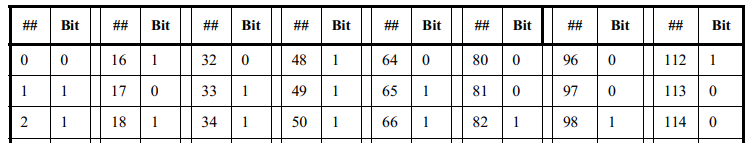 ## Bit ## Bit ## Bit ## Bit ## Bit ## Bit ## Bit ## Bit
0 0 16 1 32 0 48 1 64 0 80 0 96 0 112 1
1 1 17 0 33 1 49 1 65 1 81 0 97 0 113 0
2 1 18 1 34 1 50 1 66 1 82 1 98 1 114 0